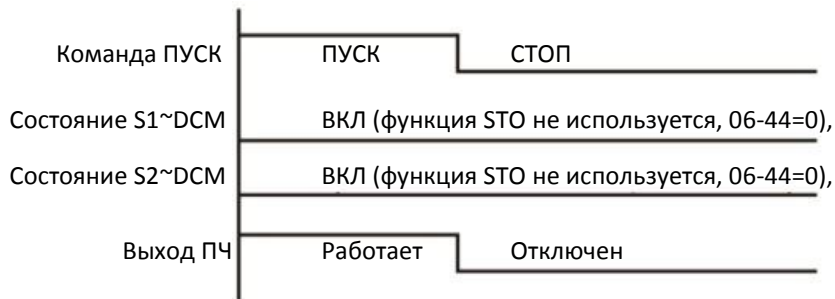 Команда ПУСК ПУСК СТОП
Состояние S1~DCM ВКЛ (функция STO не используется, 06-44=0),
Состояние S2~DCM ВКЛ (функция STO не используется, 06-44=0),
Выход ПЧ Работает Отключен